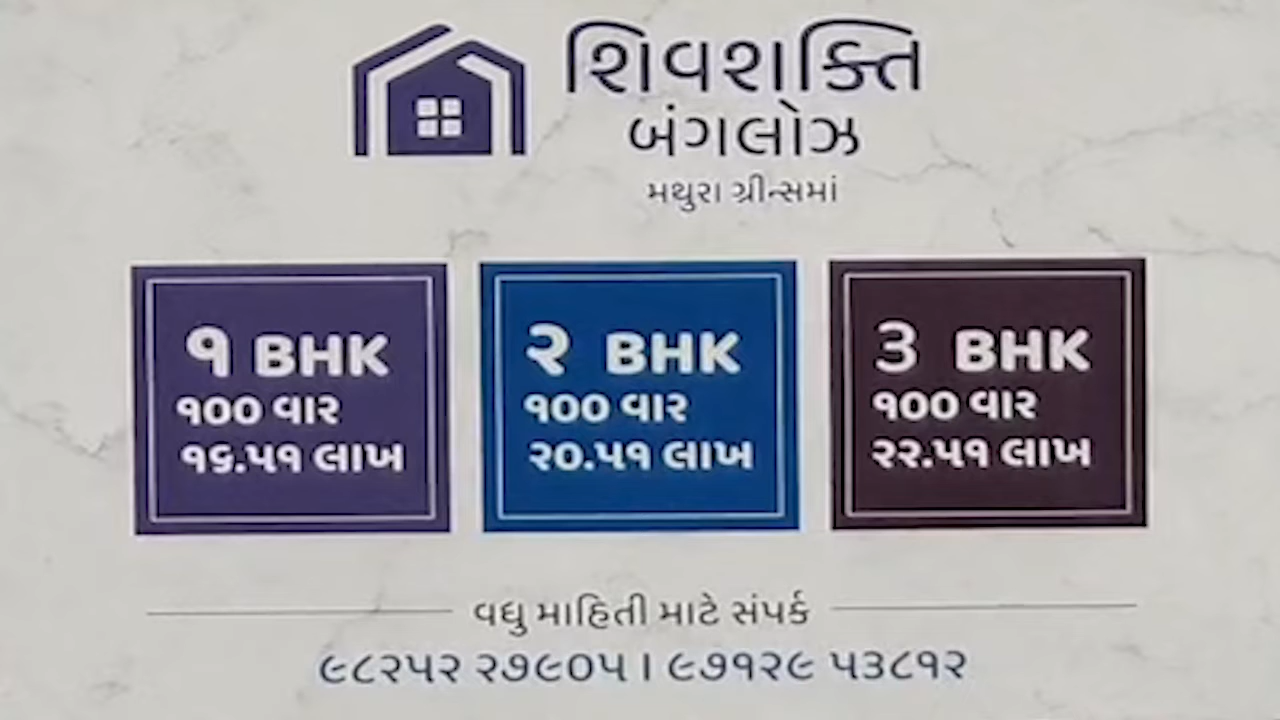 શિવશક્તિ
બંગલોઝ
મથુરા ગ્રીન્સમાં
૧ BHK
૧૦૦ વાર
૧૬.૫૧ લાખ
૨ BHK
૧૦૦ વાર
૨૦.૫૧ લાખ
૩ BHK
૧૦૦ વાર
૨૨.૫૧ લાખ
વધુ માહિતી માટે સંપર્ક
૯૮૨૫૨ ૨૭૯૦૫ | ૯૭૧૨૯ ૫૩૮૧૨